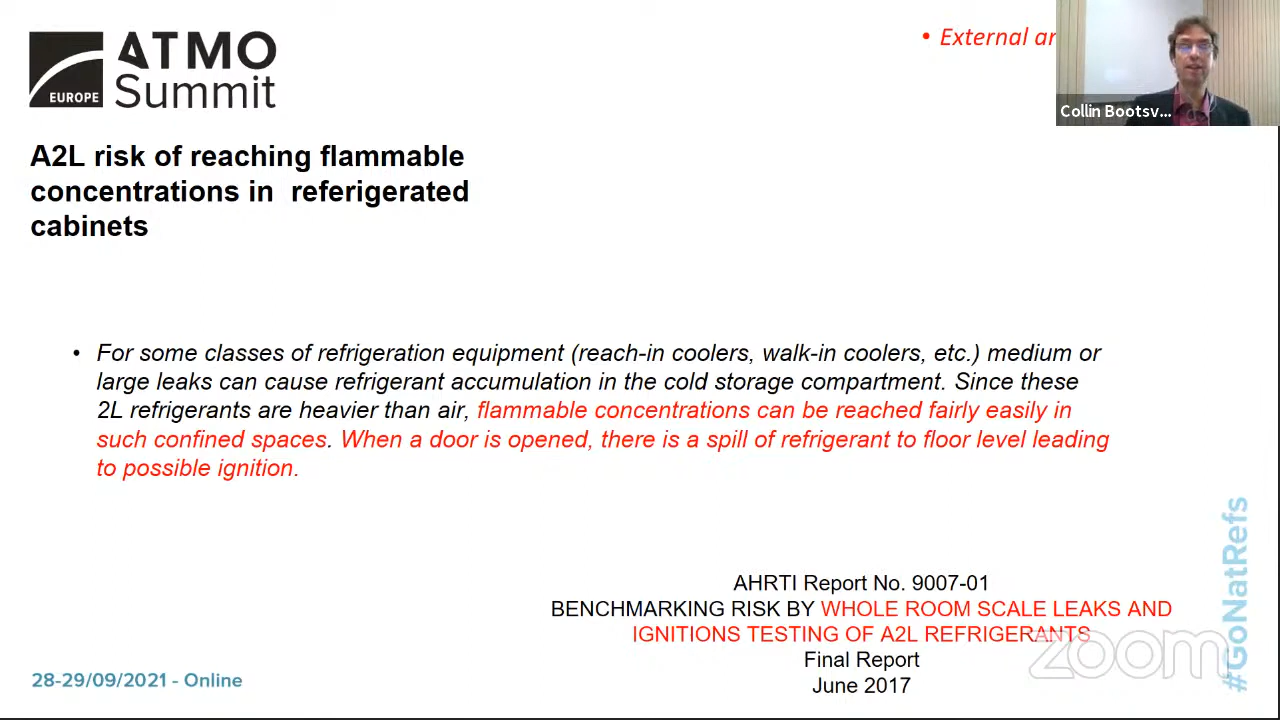 ATMO
Summit
EUROPE
• External
Collin Bootsv...
A2L risk of reaching flammable
concentrations in referigerated
cabinets
• For some classes of refrigeration equipment (reach-in coolers, walk-in coolers, etc.) medium or
large leaks can cause refrigerant accumulation in the cold storage compartment. Since these
2L refrigerants are heavier than air, flammable concentrations can be reached fairly easily in
such confined spaces. When a door is opened, there is a spill of refrigerant to floor level leading
to possible ignition.
AHRTI Report No. 9007-01
BENCHMARKING RISK BY WHOLE ROOM SCALE LEAKS AND
IGNITIONS TESTING OF A2L REFRIGERANTS
Final Report
June 2017
zoom
#GoNatRefs
28-29/09/2021 - Online